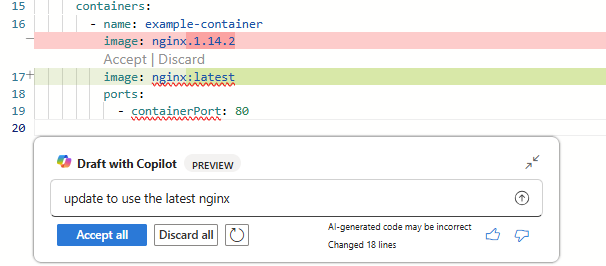 15 containers:
16 - name: example-container
image: nginx.1.14.2
Accept | Discard
17 image: nginx:latest
18 ports:
19 - containerPort: 80
20
Draft with Copilot PREVIEW
update to use the latest nginx
Accept all Discard all AI-generated code may be incorrect
Changed 18 lines